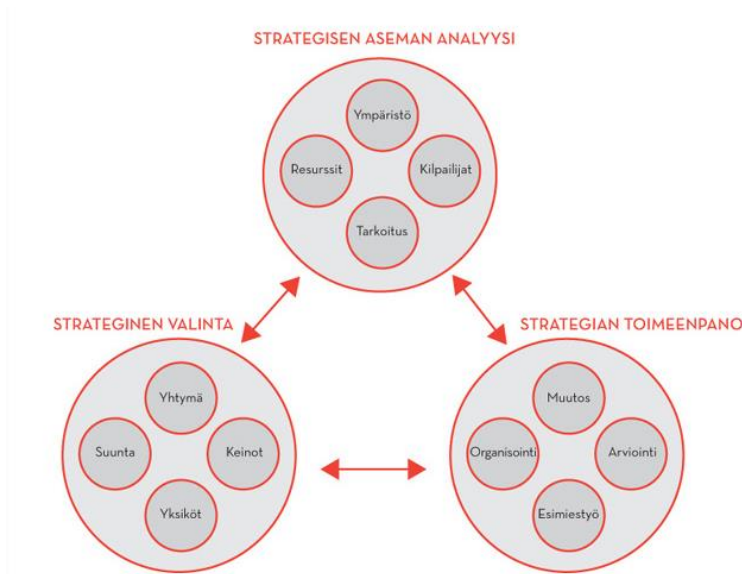 STRATEGISEN ASEMAN ANALYYSI
Ympäristö
Resurssit
Kilpailijat
Tarkoitus
STRATEGINEN VALINTA
Yhtymä
Suunta
Keinot
Yksiköt
STRATEGIAN TOIMEENPANO
Muutos
Organisointi
Arviointi
Esimiestyö